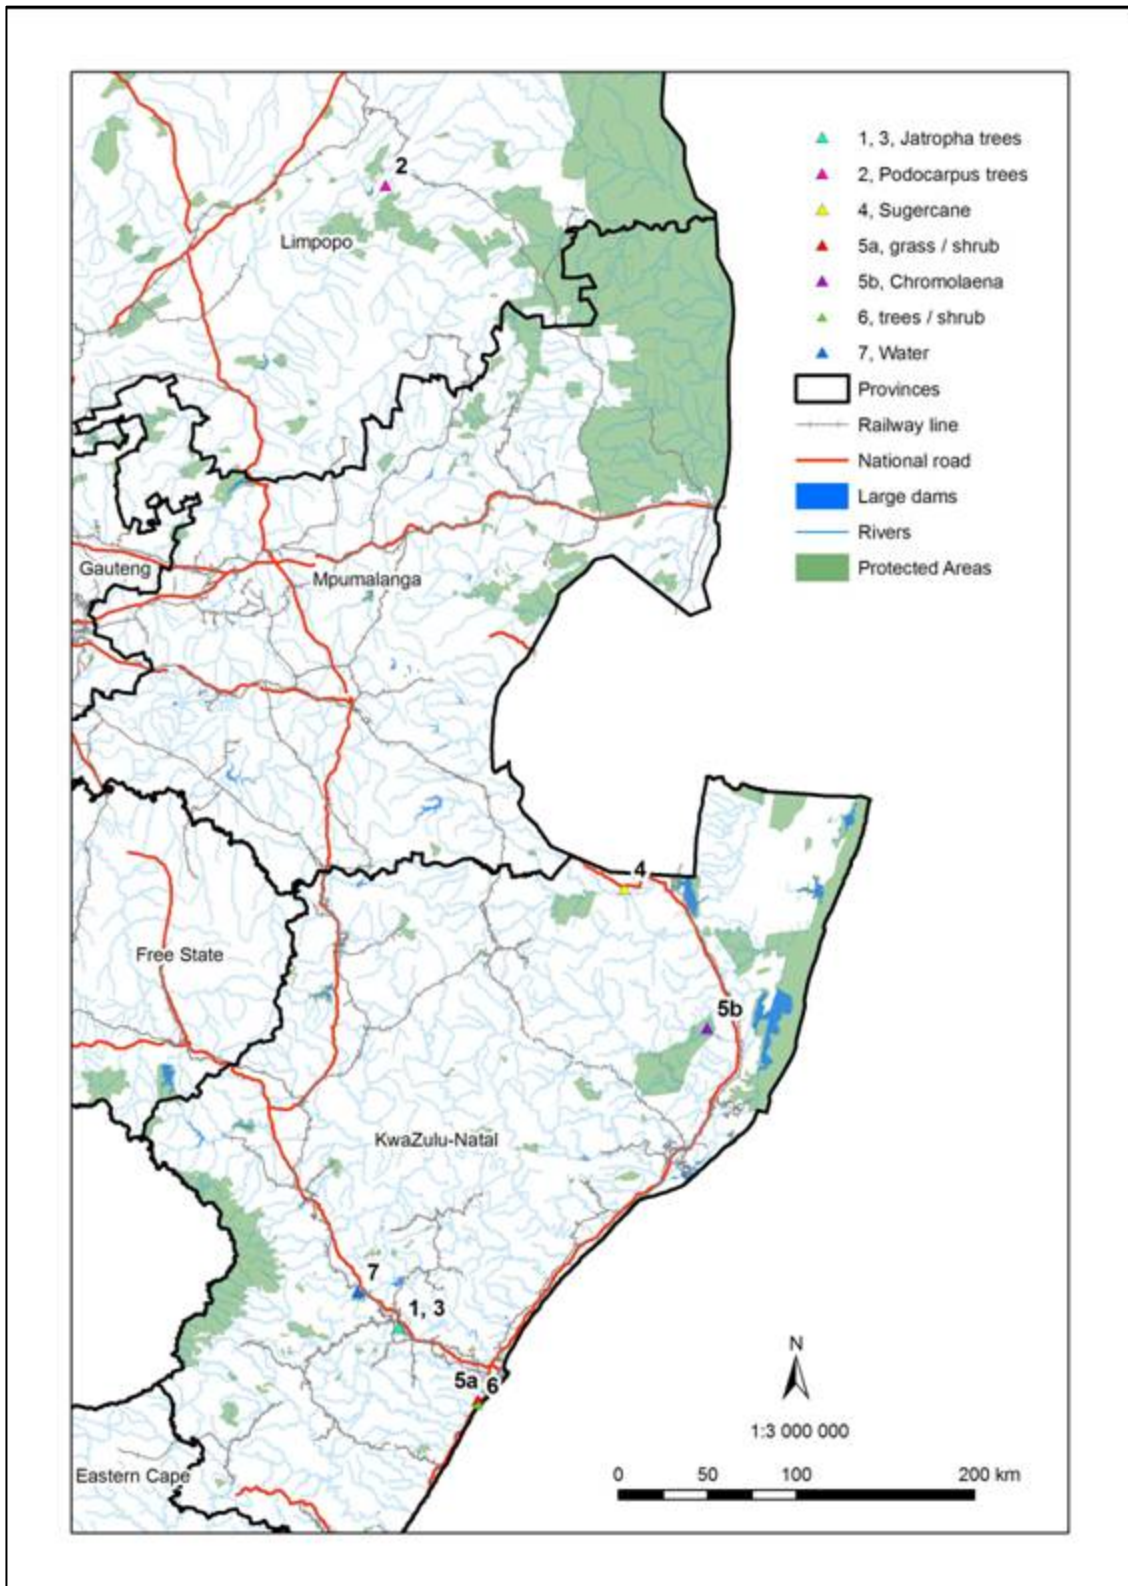 2
Limpopo
1, 3, Jatropha trees
2, Podocarpus trees
4, Sugercane
5a, grass / shrub
5b, Chromolaena
6, trees / shrub
7, Water
Provinces
Railway line
National road
Large dams
Rivers
Protected Areas
Gauteng
Mpumalanga
4
Free State
5b
KwaZulu-Natal
7
1, 3
5a 6
Eastern Cape
N
1:3 000 000
0 50 100 200 km